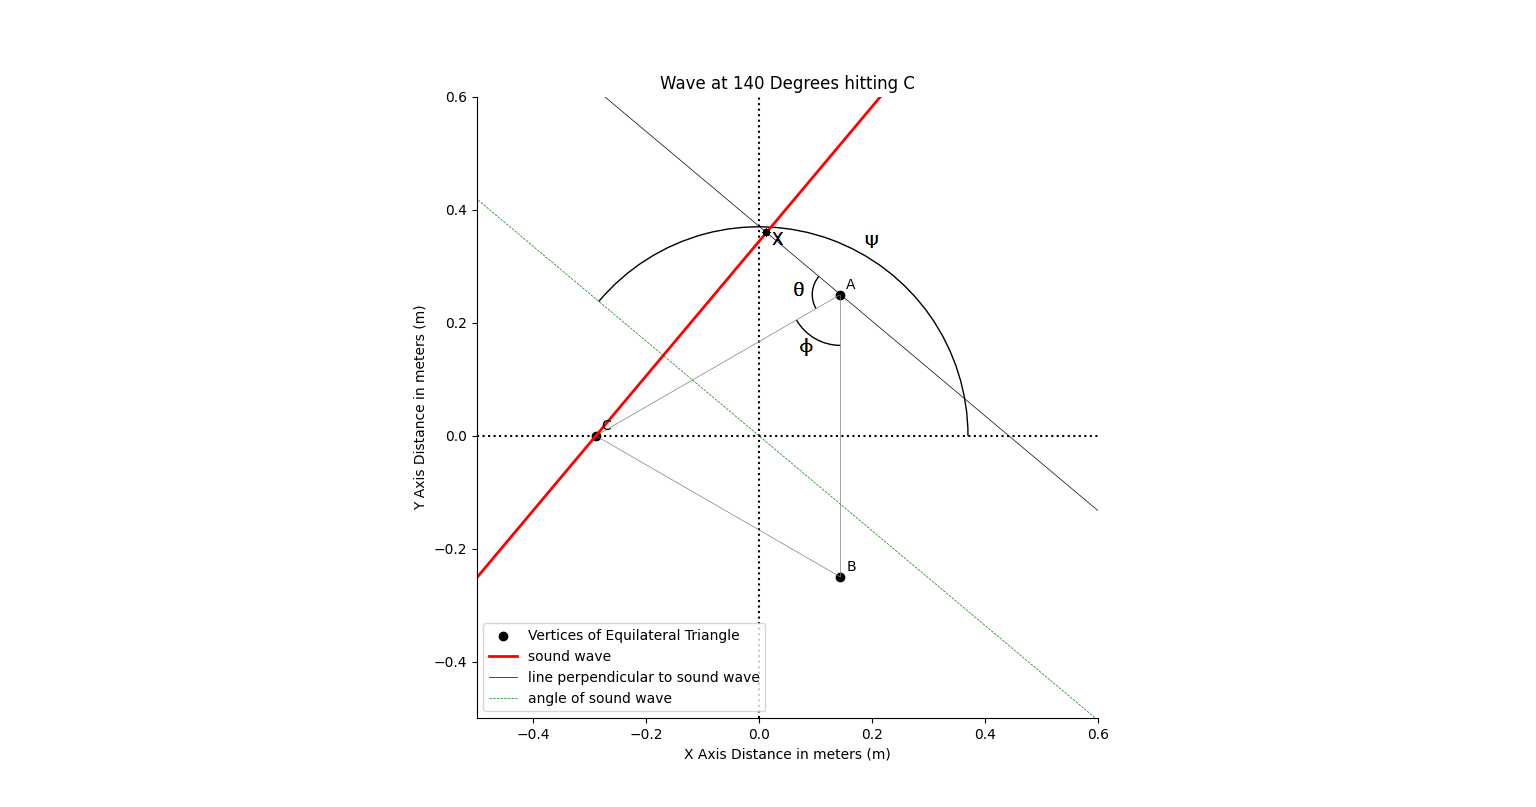 Wave at 140 Degrees hitting C
0.6
0.4
0.2
0.0
−0.2
−0.4
Y Axis Distance in meters (m)
ψ
X
A
θ
ϕ
C
B
Vertices of Equilateral Triangle
sound wave
line perpendicular to sound wave
angle of sound wave
−0.4 −0.2 0.0 0.2 0.4 0.6
X Axis Distance in meters (m)